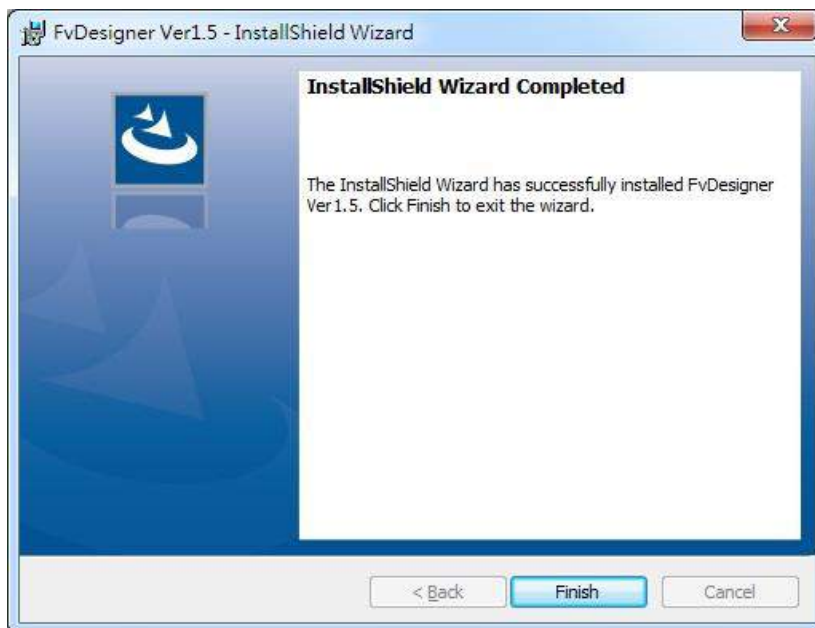 FvDesigner Ver1.5 - InstallShield Wizard
InstallShield Wizard Completed
The InstallShield Wizard has successfully installed FvDesigner
Ver1.5. Click Finish to exit the wizard.
< Back
Finish
Cancel